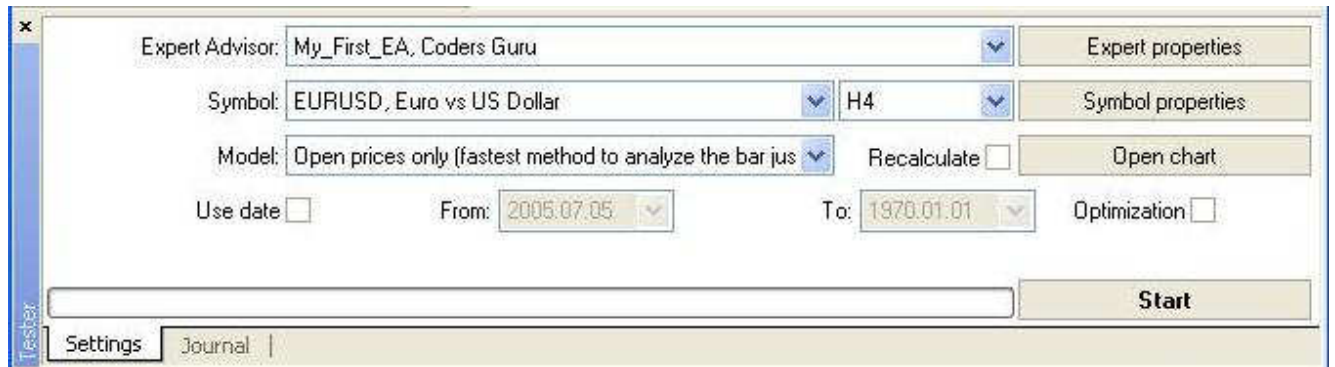 Expert Advisor: My_First_EA, Coders Guru Expert properties
Symbol: EURUSD, Euro vs US Dollar H4 Symbol properties
Model: Open prices only (fastest method to analyze the bar jus Recalculate Open chart
Use date From: 2005.07.05 To: 1970.01.01 Optimization
Start
Tester
Settings Journal